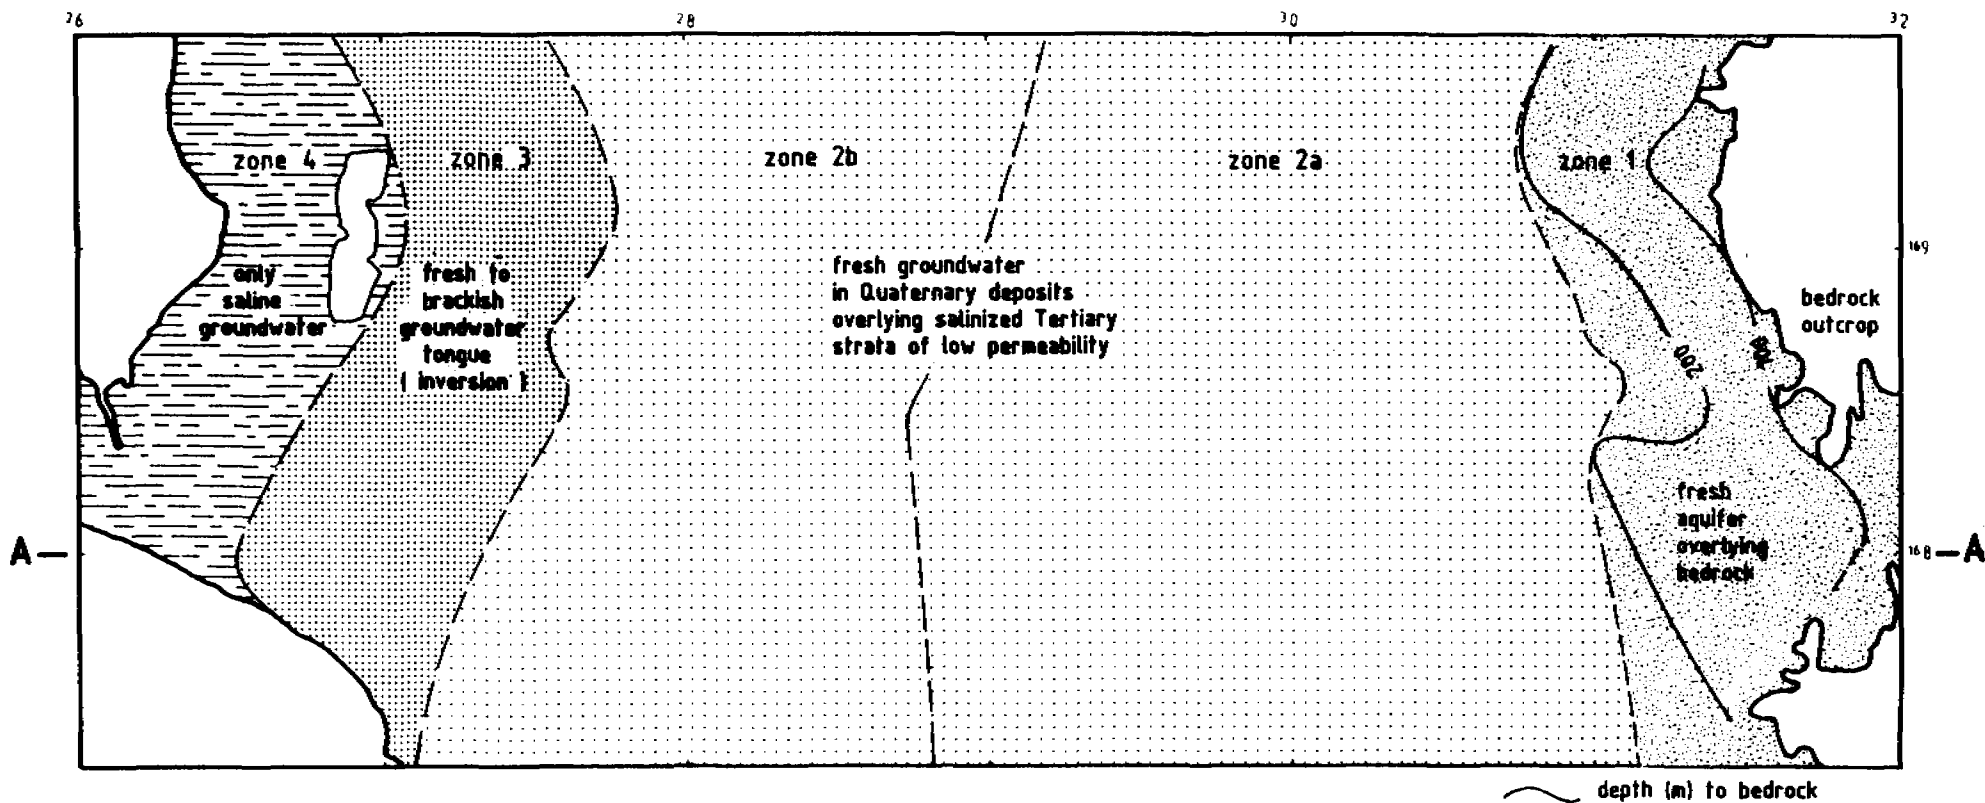 26
28
30
32
zone 4
zone 3
zone 2b
zone 2a
zone 1
169
only
saline
groundwater
fresh to
brackish
groundwater
tongue
( inversion )
fresh groundwater
in Quaternary deposits
overlying salinized Tertiary
strata of low permeability
bedrock
outcrop
200
100
fresh
aquifer
overlying
bedrock
A
168
A
depth (m) to bedrock